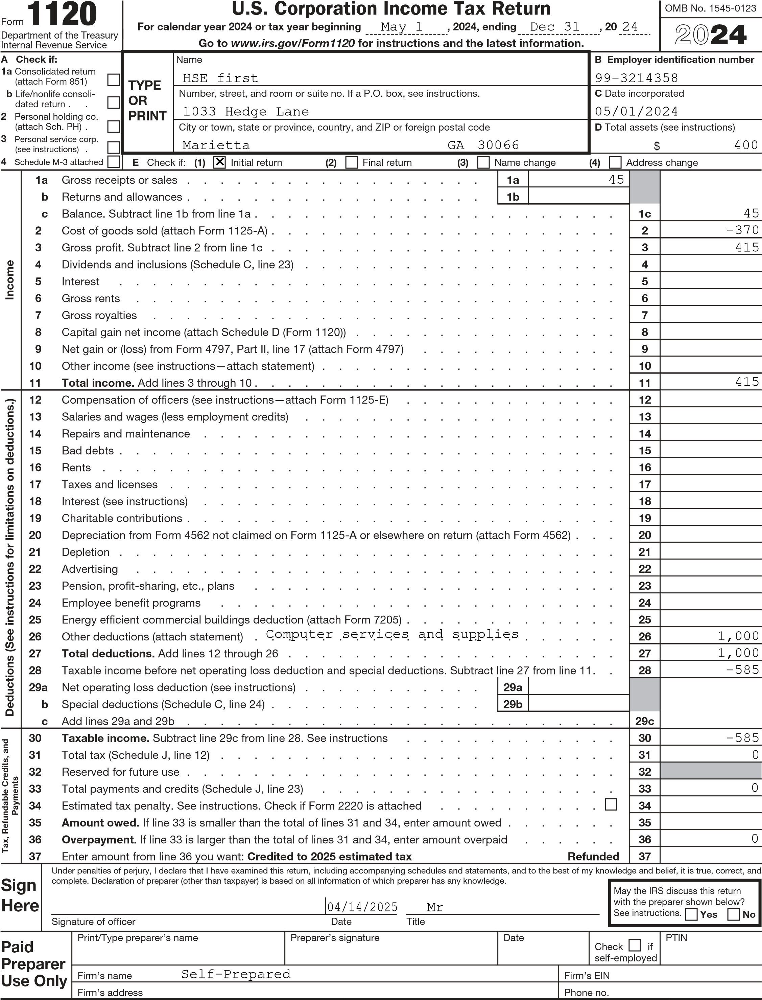 Form 1120
Department of the Treasury
Internal Revenue Service
U.S. Corporation Income Tax Return
For calendar year 2024 or tax year beginning May 1 , 2024, ending Dec 31 , 20 24
Go to www.irs.gov/Form1120 for instructions and the latest information.
OMB No. 1545-0123
2024
A Check if:
1a Consolidated return
(attach Form 851)
b Life/nonlife consoli-
dated return . .
2 Personal holding co.
(attach Sch. PH) .
3 Personal service corp.
(see instructions) .
4 Schedule M-3 attached
TYPE
OR
PRINT
Name
HSE first
Number, street, and room or suite no. If a P.O. box, see instructions.
1033 Hedge Lane
City or town, state or province, country, and ZIP or foreign postal code
Marietta GA 30066
B Employer identification number
99-3214358
C Date incorporated
05/01/2024
D Total assets (see instructions)
$ 400
E Check if: (1) X Initial return (2) Final return (3) Name change (4) Address change
Income
1a Gross receipts or sales 1a 45
b Returns and allowances 1b
c Balance. Subtract line 1b from line 1a 1c 45
2 Cost of goods sold (attach Form 1125-A) 2 -370
3 Gross profit. Subtract line 2 from line 1c 3 415
4 Dividends and inclusions (Schedule C, line 23) 4
5 Interest 5
6 Gross rents 6
7 Gross royalties 7
8 Capital gain net income (attach Schedule D (Form 1120)) 8
9 Net gain or (loss) from Form 4797, Part II, line 17 (attach Form 4797) 9
10 Other income (see instructions—attach statement) 10
11 Total income. Add lines 3 through 10 11 415
Deductions (See instructions for limitations on deductions.)
12 Compensation of officers (see instructions—attach Form 1125-E) 12
13 Salaries and wages (less employment credits) 13
14 Repairs and maintenance 14
15 Bad debts 15
16 Rents 16
17 Taxes and licenses 17
18 Interest (see instructions) 18
19 Charitable contributions 19
20 Depreciation from Form 4562 not claimed on Form 1125-A or elsewhere on return (attach Form 4562) 20
21 Depletion 21
22 Advertising 22
23 Pension, profit-sharing, etc., plans 23
24 Employee benefit programs 24
25 Energy efficient commercial buildings deduction (attach Form 7205) 25
26 Other deductions (attach statement) Computer services and supplies 26 1,000
27 Total deductions. Add lines 12 through 26 27 1,000
28 Taxable income before net operating loss deduction and special deductions. Subtract line 27 from line 11 28 -585
29a Net operating loss deduction (see instructions) 29a
b Special deductions (Schedule C, line 24) 29b
c Add lines 29a and 29b 29c
Tax, Refundable Credits, and
Payments
30 Taxable income. Subtract line 29c from line 28. See instructions 30 -585
31 Total tax (Schedule J, line 12) 31 0
32 Reserved for future use 32
33 Total payments and credits (Schedule J, line 23) 33 0
34 Estimated tax penalty. See instructions. Check if Form 2220 is attached 34
35 Amount owed. If line 33 is smaller than the total of lines 31 and 34, enter amount owed 35
36 Overpayment. If line 33 is larger than the total of lines 31 and 34, enter amount overpaid 36 0
37 Enter amount from line 36 you want: Credited to 2025 estimated tax Refunded 37
Sign
Here
Under penalties of perjury, I declare that I have examined this return, including accompanying schedules and statements, and to the best of my knowledge and belief, it is true, correct, and
complete. Declaration of preparer (other than taxpayer) is based on all information of which preparer has any knowledge.
04/14/2025 Mr
Signature of officer Date Title
May the IRS discuss this return
with the preparer shown below?
See instructions. Yes No
Paid
Preparer
Use Only
Print/Type preparer's name
Preparer's signature
Date
Check if
self-employed
PTIN
Firm's name Self-Prepared
Firm's EIN
Firm's address
Phone no.